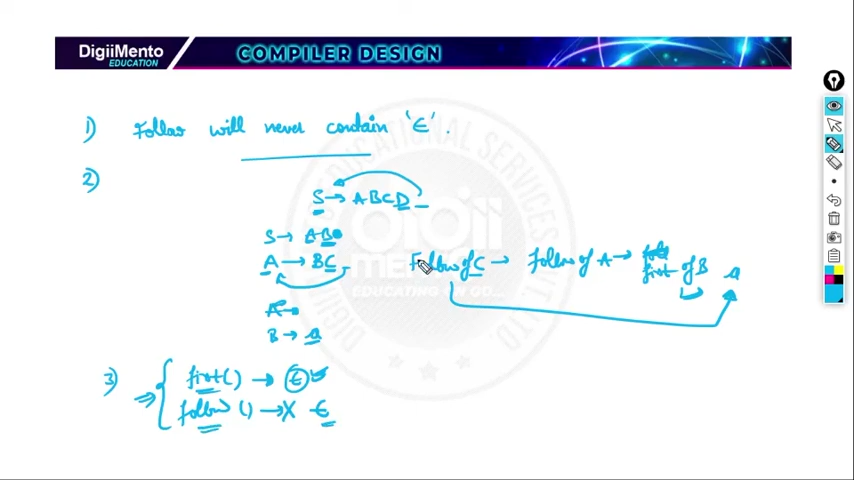 DigiiMento
EDUCATION
COMPILER DESIGN
1) Follow will never contain 'ϵ'.
2)
S → ABCD _
S → AB
A → BC _ Follow of C → Follow of A → first of B a
A →
B → a
3) first() → ϵ
⇒ follow () → X ϵ